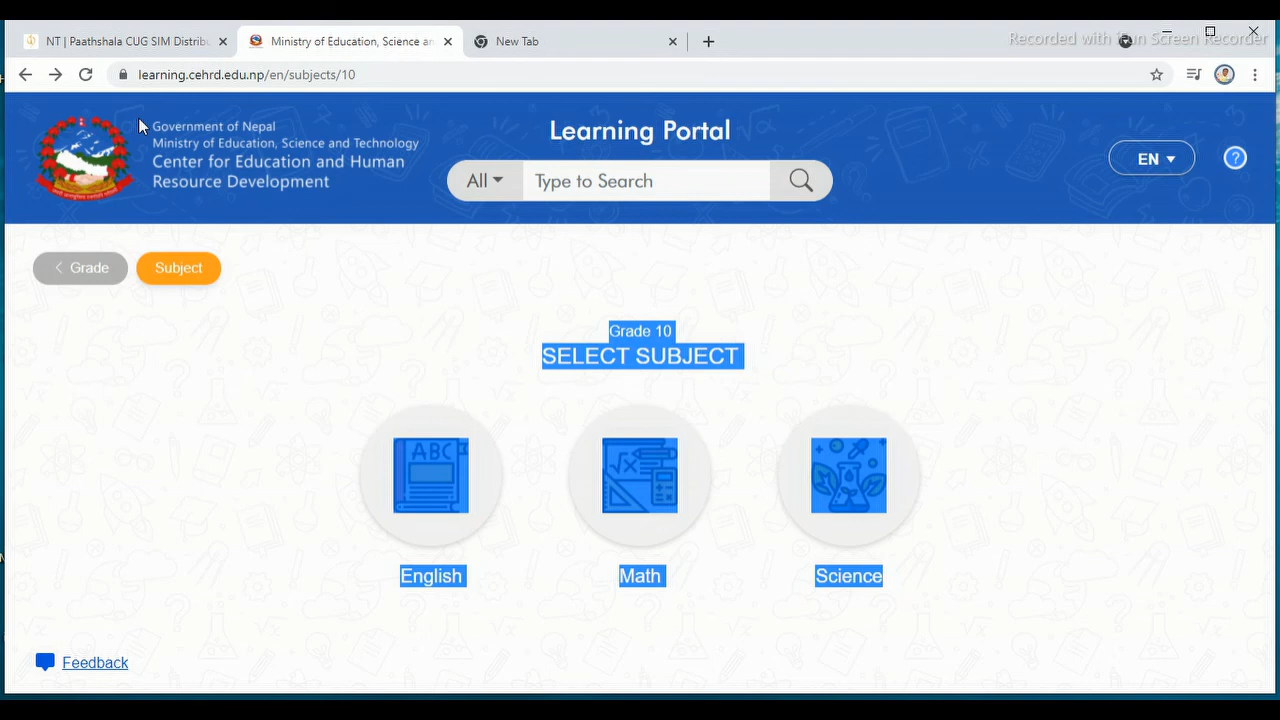 NT | Paathshala CUG SIM Distribu
Ministry of Education, Science an
New Tab
Recorded with iFun Screen Recorder
learning.cehrd.edu.np/en/subjects/10
Government of Nepal
Ministry of Education, Science and Technology
Center for Education and Human
Resource Development
Learning Portal
All
Type to Search
EN
?
Grade
Subject
Grade 10
SELECT SUBJECT
ABC
√x
English
Math
Science
Feedback